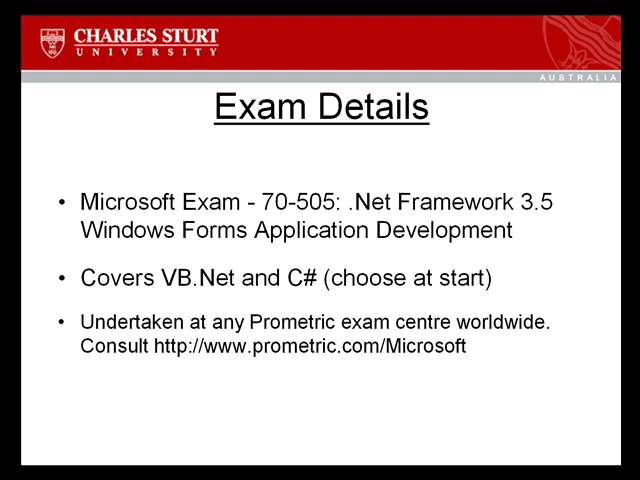 CHARLES STURT
UNIVERSITY
AUSTRALIA
Exam Details
• Microsoft Exam - 70-505: .Net Framework 3.5
Windows Forms Application Development
• Covers VB.Net and C# (choose at start)
• Undertaken at any Prometric exam centre worldwide.
Consult http://www.prometric.com/Microsoft